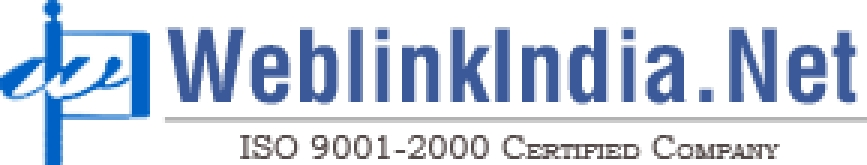 WeblinkIndia.Net
ISO 9001-2000 CERTIFIED COMPANY